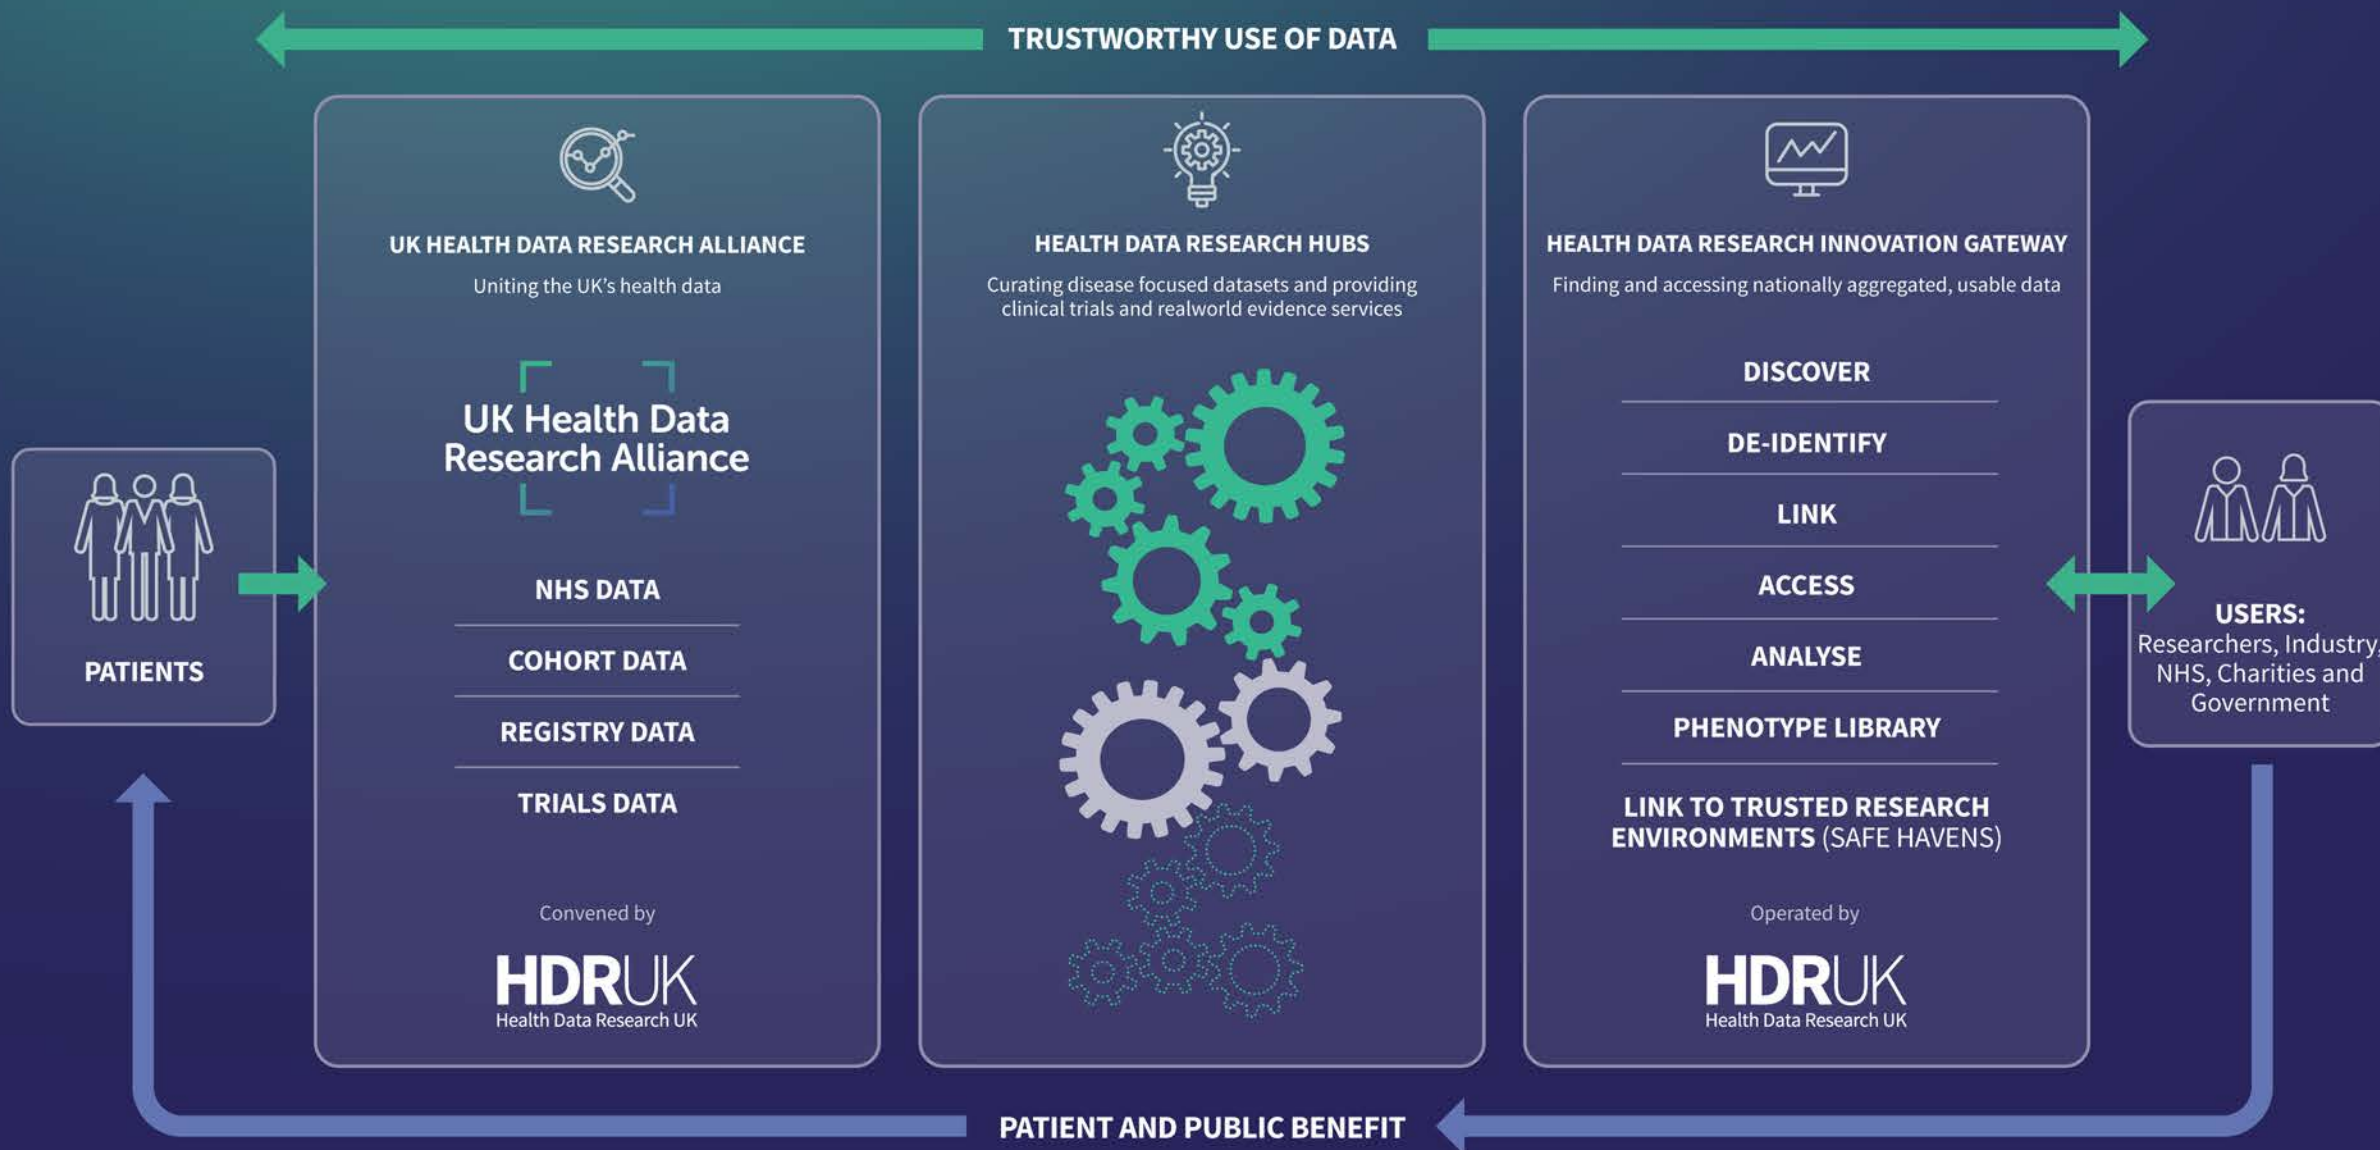 TRUSTWORTHY USE OF DATA
PATIENTS
UK HEALTH DATA RESEARCH ALLIANCE
Uniting the UK's health data
UK Health Data
Research Alliance
NHS DATA
COHORT DATA
REGISTRY DATA
TRIALS DATA
Convened by
HDRUK
Health Data Research UK
HEALTH DATA RESEARCH HUBS
Curating disease focused datasets and providing
clinical trials and realworld evidence services
HEALTH DATA RESEARCH INNOVATION GATEWAY
Finding and accessing nationally aggregated, usable data
DISCOVER
DE-IDENTIFY
LINK
ACCESS
ANALYSE
PHENOTYPE LIBRARY
LINK TO TRUSTED RESEARCH
ENVIRONMENTS (SAFE HAVENS)
Operated by
HDRUK
Health Data Research UK
USERS:
Researchers, Industry,
NHS, Charities and
Government
PATIENT AND PUBLIC BENEFIT